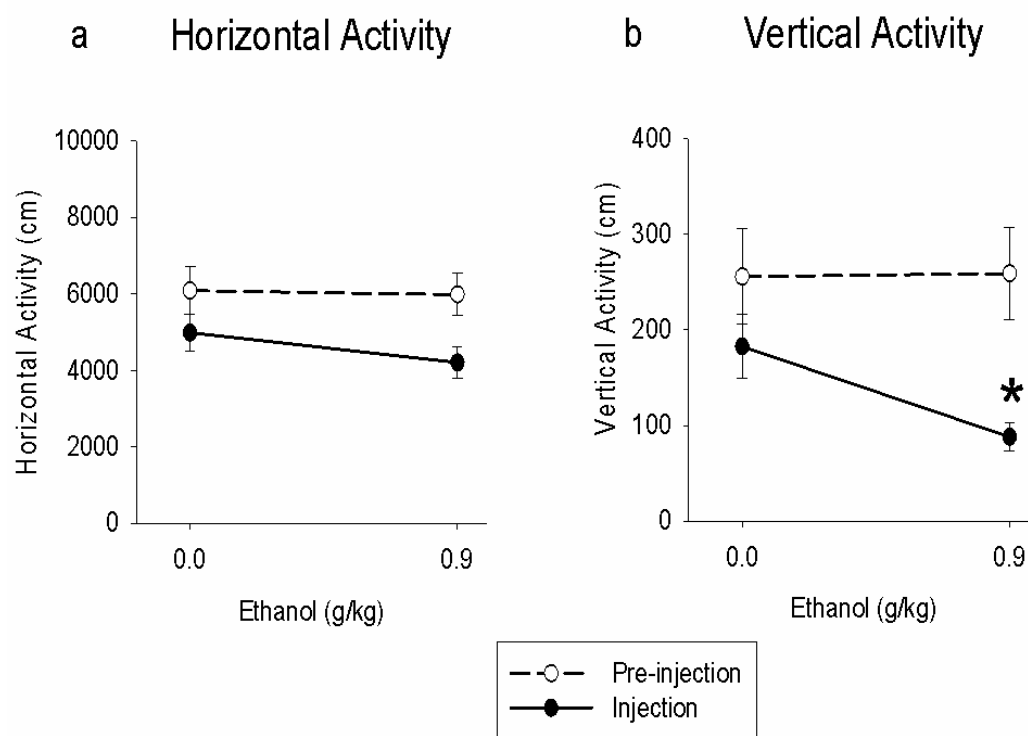 a Horizontal Activity
Horizontal Activity (cm)
10000
8000
6000
4000
2000
0
0.0 0.9
Ethanol (g/kg)
b Vertical Activity
Vertical Activity (cm)
400
300
200
100
0
*
0.0 0.9
Ethanol (g/kg)
Pre-injection
Injection